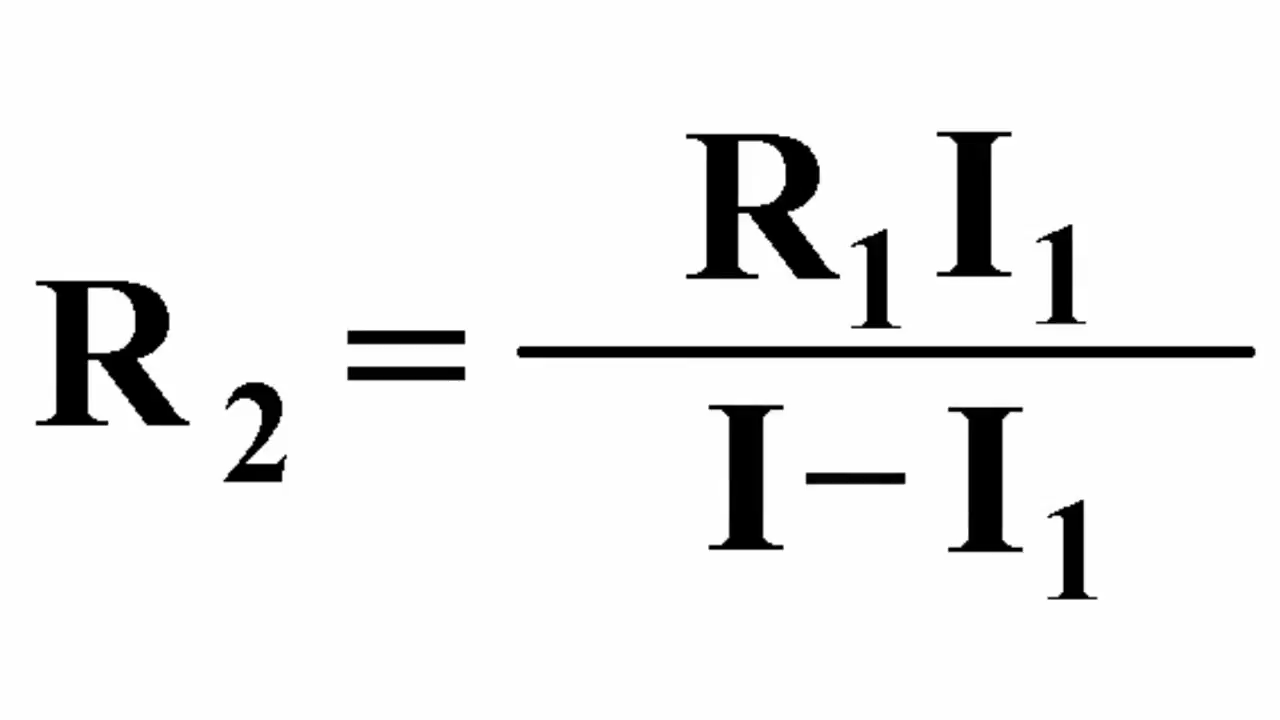 R₂ = R₁I₁ / I−I₁